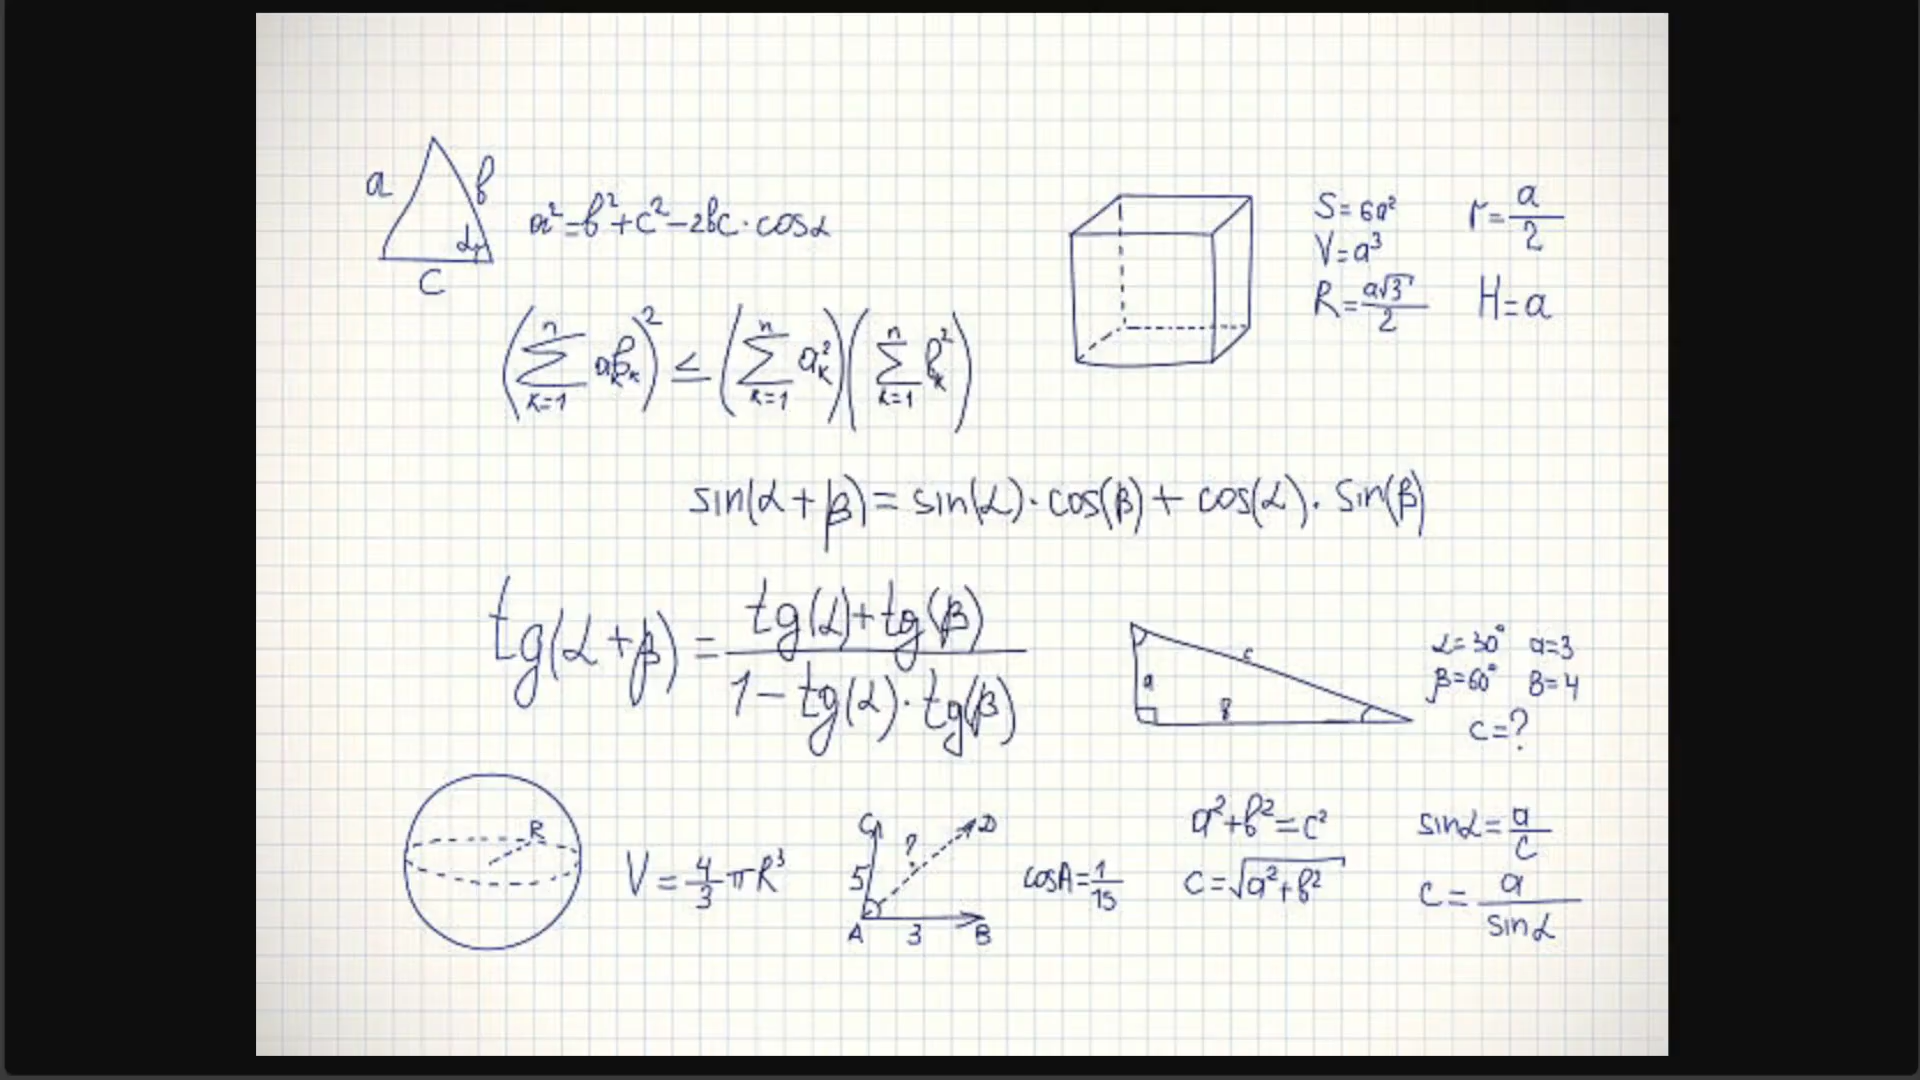 a
b
α
c
a² = b² + c² − 2bc · cosα
S = 6a²
V = a³
R = a√3/2
r = a/2
H = a
(∑ₖ₌₁ⁿ aₖbₖ)² ≤ (∑ₖ₌₁ⁿ aₖ²)(∑ₖ₌₁ⁿ bₖ²)
sin(α + β) = sin(α) · cos(β) + cos(α) · sin(β)
tg(α + β) = (tg(α) + tg(β))/(1 − tg(α) · tg(β))
c
a
b
α = 30° a = 3
β = 60° b = 4
c = ?
R
V = 4/3 πR³
C
D
?
5
A
3
B
cosA = 1/15
a² + b² = c²
c = √(a² + b²)
sinα = a/c
c = a/sinα